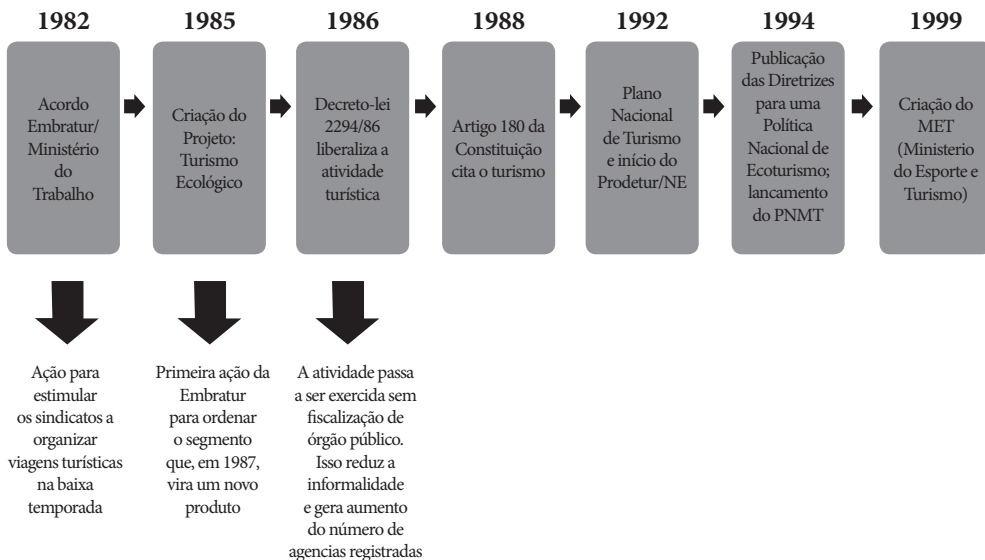 1982
1985
1986
1988
1992
1994
1999
Acordo
Embratur/
Ministério
do
Trabalho
Criação do
Projeto:
Turismo
Ecológico
Decreto-lei
2294/86
liberaliza a
atividade
turística
Artigo 180 da
Constituição
cita o turismo
Plano
Nacional
de Turismo
e início do
Prodetur/NE
Publicação
das Diretrizes
para uma
Política
Nacional de
Ecoturismo;
lancamento
do PNMT
Criação do
MET
(Ministerio
do Esporte e
Turismo)
Ação para
estimular
os sindicatos a
organizar
viagens turísticas
na baixa
temporada
Primeira ação da
Embratur
para ordenar
o segmento
que, em 1987,
vira um novo
produto
A atividade passa
a ser exercida sem
fiscalização de
órgão público.
Isso reduz a
informalidade
e gera aumento
do número de
agencias registradas